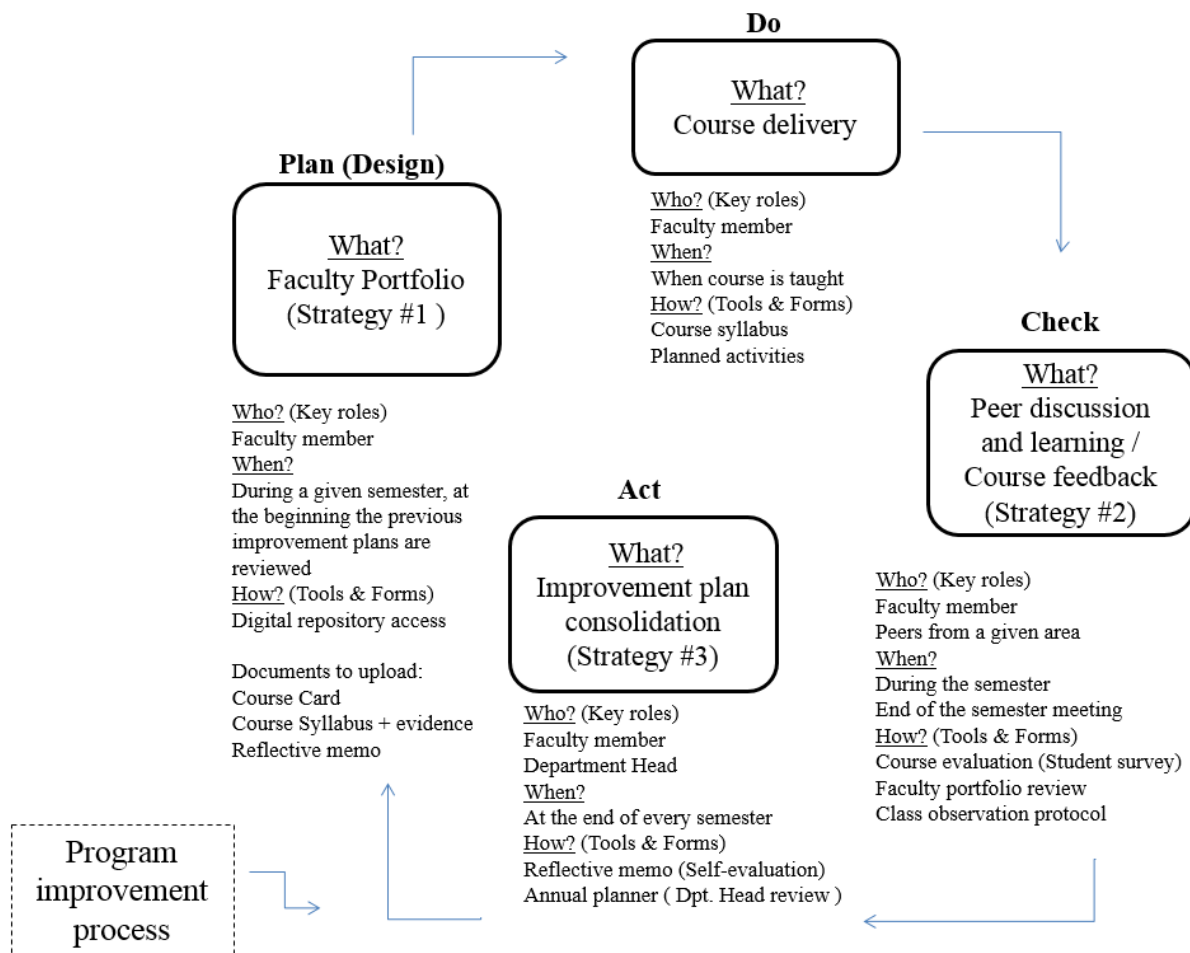 Do
What?
Course delivery
Who? (Key roles)
Faculty member
When?
When course is taught
How? (Tools & Forms)
Course syllabus
Planned activities
Plan (Design)
What?
Faculty Portfolio
(Strategy #1 )
Who? (Key roles)
Faculty member
When?
During a given semester, at
the beginning the previous
improvement plans are
reviewed
How? (Tools & Forms)
Digital repository access
Documents to upload:
Course Card
Course Syllabus + evidence
Reflective memo
Check
What?
Peer discussion
and learning /
Course feedback
(Strategy #2)
Who? (Key roles)
Faculty member
Peers from a given area
When?
During the semester
End of the semester meeting
How? (Tools & Forms)
Course evaluation (Student survey)
Faculty portfolio review
Class observation protocol
Act
What?
Improvement plan
consolidation
(Strategy #3)
Who? (Key roles)
Faculty member
Department Head
When?
At the end of every semester
How? (Tools & Forms)
Reflective memo (Self-evaluation)
Annual planner ( Dpt. Head review )
Program
improvement
process